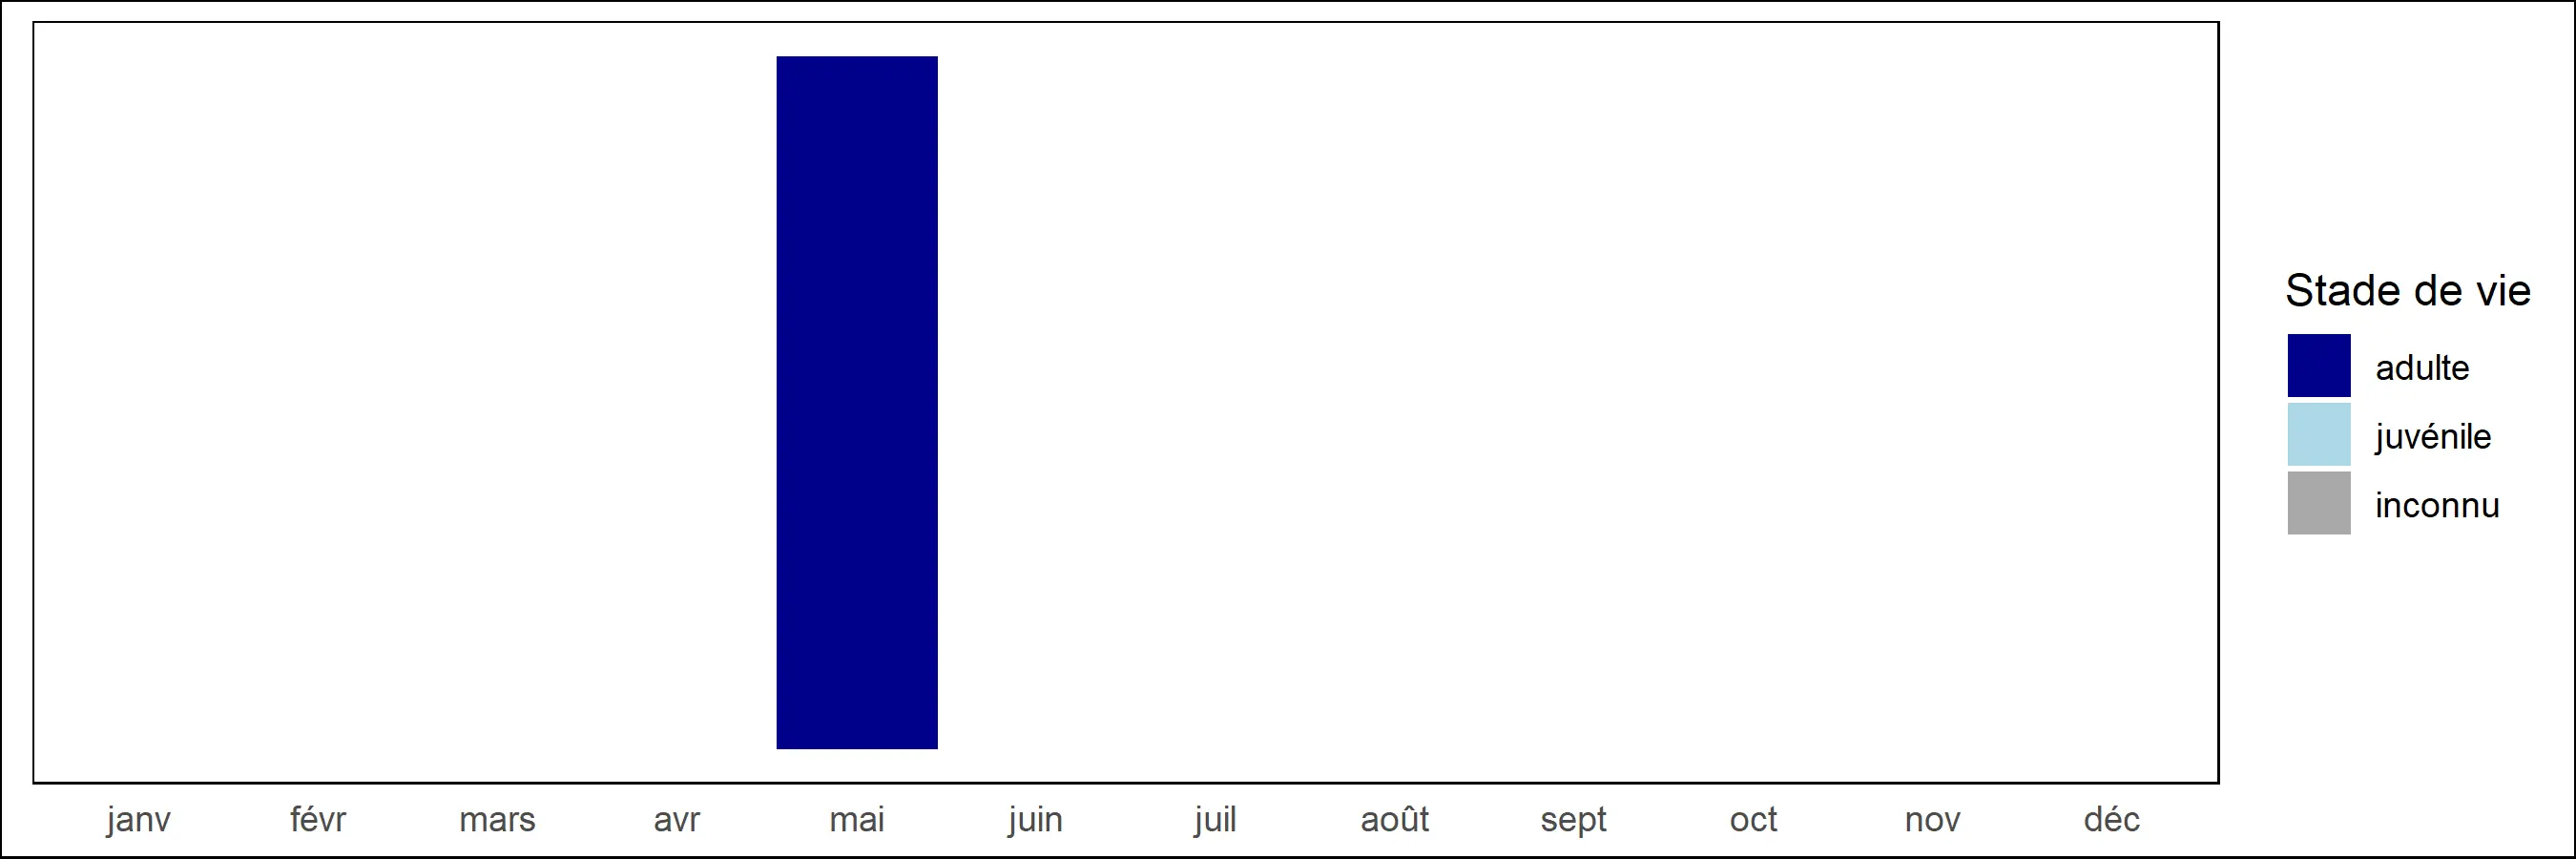 Stade de vie
adulte
juvénile
inconnu
janv févr mars avr mai juin juil août sept oct nov déc